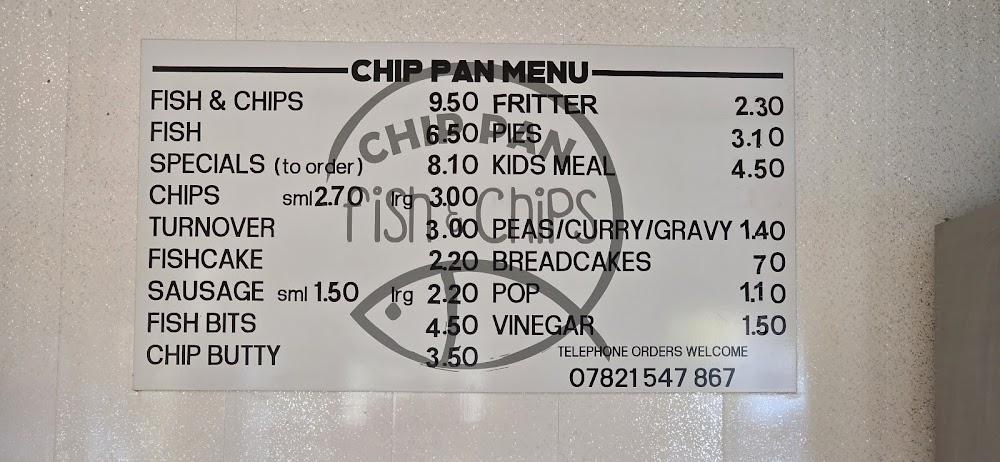 CHIP PAN MENU
FISH & CHIPS 9.50
FISH 6.50
SPECIALS (to order) 8.10
CHIPS sml 2.70 lrg 3.00
TURNOVER 3.00
FISHCAKE 2.20
SAUSAGE sml 1.50 lrg 2.20
FISH BITS 4.50
CHIP BUTTY 3.50
FRITTER 2.30
PIES 3.10
KIDS MEAL 4.50
PEAS/CURRY/GRAVY 1.40
BREADCAKES 70
POP 1.10
VINEGAR 1.50
TELEPHONE ORDERS WELCOME
07821 547 867
CHIP PAN
fish & chips